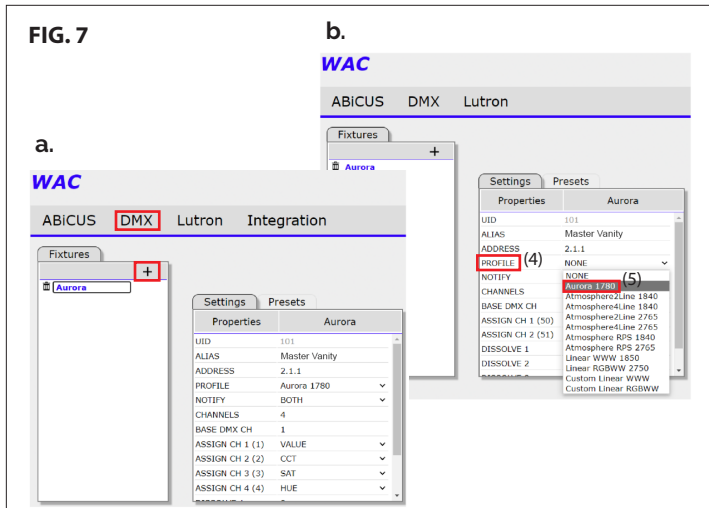 FIG. 7
a.
WAC
ABiCUS DMX Lutron Integration
Fixtures
+
Aurora
Settings Presets
Properties Aurora
UID 101
ALIAS Master Vanity
ADDRESS 2.1.1
PROFILE Aurora 1780
NOTIFY BOTH
CHANNELS 4
BASE DMX CH 1
ASSIGN CH 1 (1) VALUE
ASSIGN CH 2 (2) CCT
ASSIGN CH 3 (3) SAT
ASSIGN CH 4 (4) HUE
b.
WAC
ABiCUS DMX Lutron
Fixtures
+
Aurora
Settings Presets
Properties Aurora
UID 101
ALIAS Master Vanity
ADDRESS 2.1.1
PROFILE (4) NONE
NOTIFY NONE
CHANNELS Aurora 1780 (5)
Atmosphere2Line 1840
BASE DMX CH Atmosphere4Line 1840
Atmosphere2Line 2765
ASSIGN CH 1 (50) Atmosphere4Line 2765
ASSIGN CH 2 (51) Atmosphere RPS 1840
Atmosphere RPS 2765
DISSOLVE 1 Linear WWW 1850
DISSOLVE 2 Linear RGBWW 2750
Custom Linear WWW
Custom Linear RGBWW